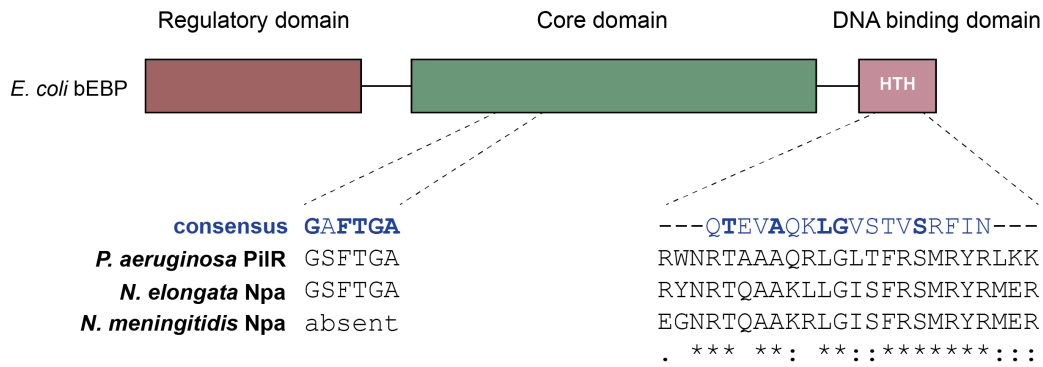 Regulatory domain Core domain DNA binding domain
E. coli bEBP HTH
consensus GAFTGA ---QTEVAQKLGVSTVSRFIN---
P. aeruginosa PilR GSFTGA RWNRTAAAQRLGLTFRSMRYRLKK
N. elongata Npa GSFTGA RYNRTQAAKLLGISFRSMRYRMER
N. meningitidis Npa absent EGNRTQAAKRLGISFRSMRYRMER
. *** **: **::*******:::